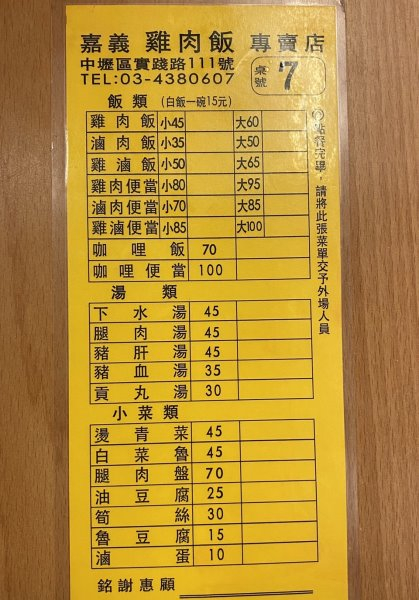 嘉義 雞肉飯 專賣店
中壢區實踐路111號
TEL:03-4380607
桌號 7
飯類 (白飯一碗15元)
雞肉飯 小45 大60
滷肉飯 小35 大50
雞滷飯 小50 大65
雞肉便當 小80 大95
滷肉便當 小70 大85
雞滷便當 小85 大100
咖哩飯 70
咖哩便當 100
湯類
下水湯 45
腿肉湯 45
豬肝湯 45
豬血湯 35
貢丸湯 30
小菜類
燙青菜 45
白菜魯 45
腿肉盤 70
油豆腐 25
筍絲 30
魯豆腐 15
滷蛋 10
銘謝惠顧
◎點餐完畢,請將此張菜單交予外場人員